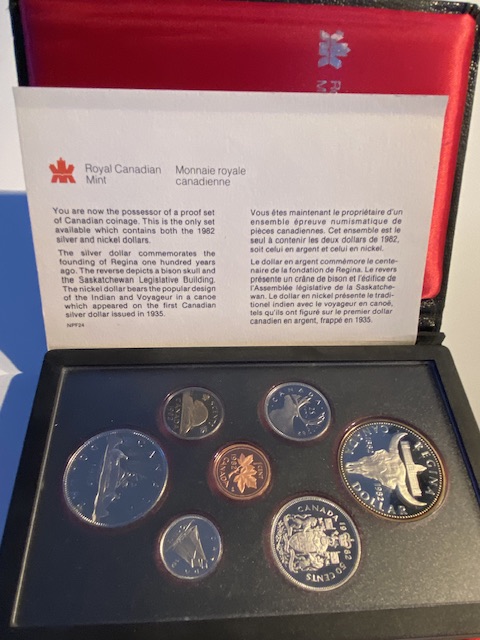 R
M
Royal Canadian
Mint
Monnaie royale
canadienne
You are now the possessor of a proof set
of Canadian coinage. This is the only set
available which contains both the 1982
silver and nickel dollars.
The silver dollar commemorates the
founding of Regina one hundred years
ago. The reverse depicts a bison skull and
the Saskatchewan Legislative Building.
The nickel dollar bears the popular design
of the Indian and Voyageur in a canoe
which appeared on the first Canadian
silver dollar issued in 1935.
NPF24
Vous êtes maintenant le propriétaire d'un
ensemble épreuve numismatique de
pièces canadiennes. Cet ensemble est le
seul à contenir les deux dollars de 1982,
soit celui en argent et celui en nickel.
Le dollar en argent commémore le cente-
naire de la fondation de Regina. Le revers
présente un crâne de bison et l'édifice de
l'Assemblée législative de la Saskatche-
wan. Le dollar en nickel présente le tradi-
tionel indien avec le voyageur en canoë,
tels qu'ils ont figuré sur le premier dollar
canadien en argent, frappé en 1935.
CANADA
CANADA
1982
CANADA
REGINA
CANADA
1882
1982
DOLLAR
CANADA
1982
50 CENTS